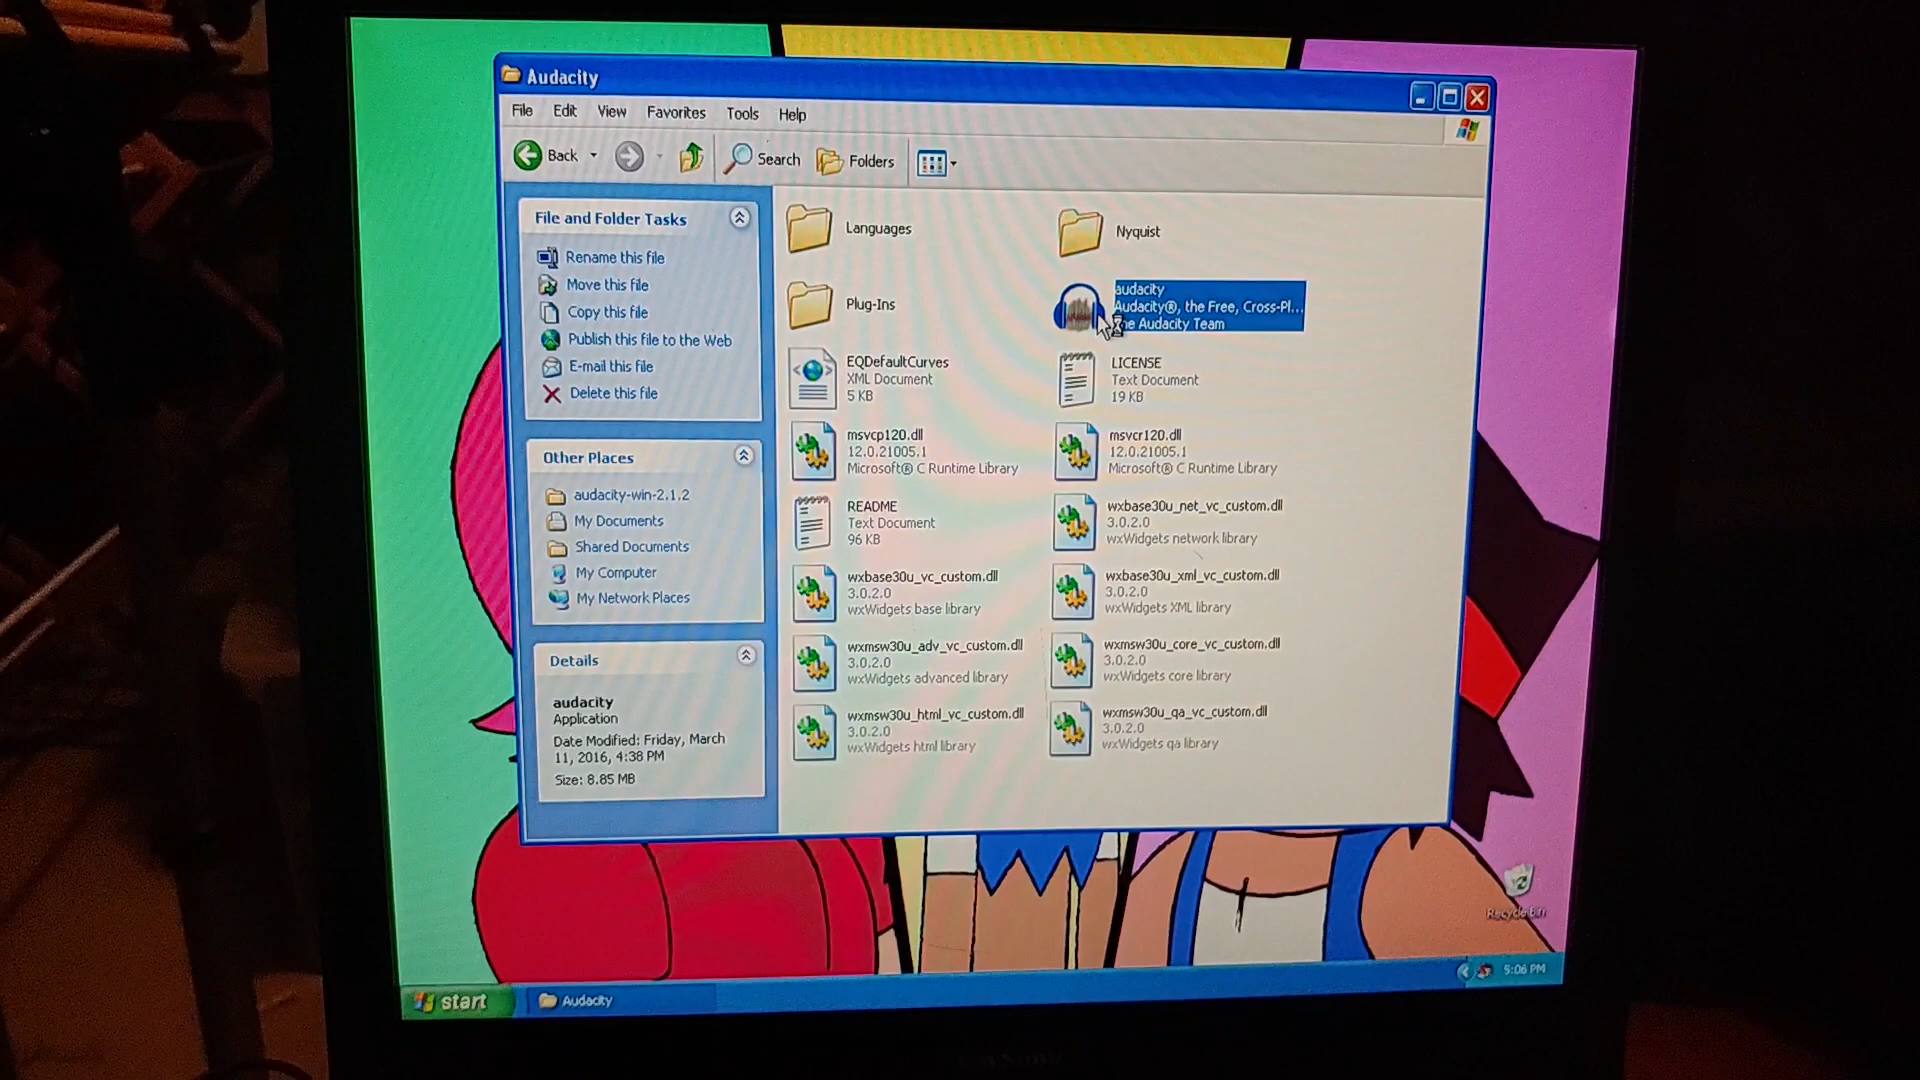 Audacity
File Edit View Favorites Tools Help
Back Search Folders
File and Folder Tasks
Rename this file
Move this file
Copy this file
Publish this file to the Web
E-mail this file
Delete this file
Other Places
audacity-win-2.1.2
My Documents
Shared Documents
My Computer
My Network Places
Details
audacity
Application
Date Modified: Friday, March
11, 2016, 4:38 PM
Size: 8.85 MB
Languages
Nyquist
Plug-Ins
audacity
Audacity®, the Free, Cross-Pl...
Audacity Team
EQDefaultCurves
XML Document
5 KB
LICENSE
Text Document
19 KB
msvcp120.dll
12.0.21005.1
Microsoft® C Runtime Library
msvcr120.dll
12.0.21005.1
Microsoft® C Runtime Library
README
Text Document
96 KB
wxbase30u_net_vc_custom.dll
3.0.2.0
wxWidgets network library
wxbase30u_vc_custom.dll
3.0.2.0
wxWidgets base library
wxbase30u_xml_vc_custom.dll
3.0.2.0
wxWidgets XML library
wxmsw30u_adv_vc_custom.dll
3.0.2.0
wxWidgets advanced library
wxmsw30u_core_vc_custom.dll
3.0.2.0
wxWidgets core library
wxmsw30u_html_vc_custom.dll
3.0.2.0
wxWidgets html library
wxmsw30u_qa_vc_custom.dll
3.0.2.0
wxWidgets qa library
Recycle Bin
start Audacity 5:06 PM